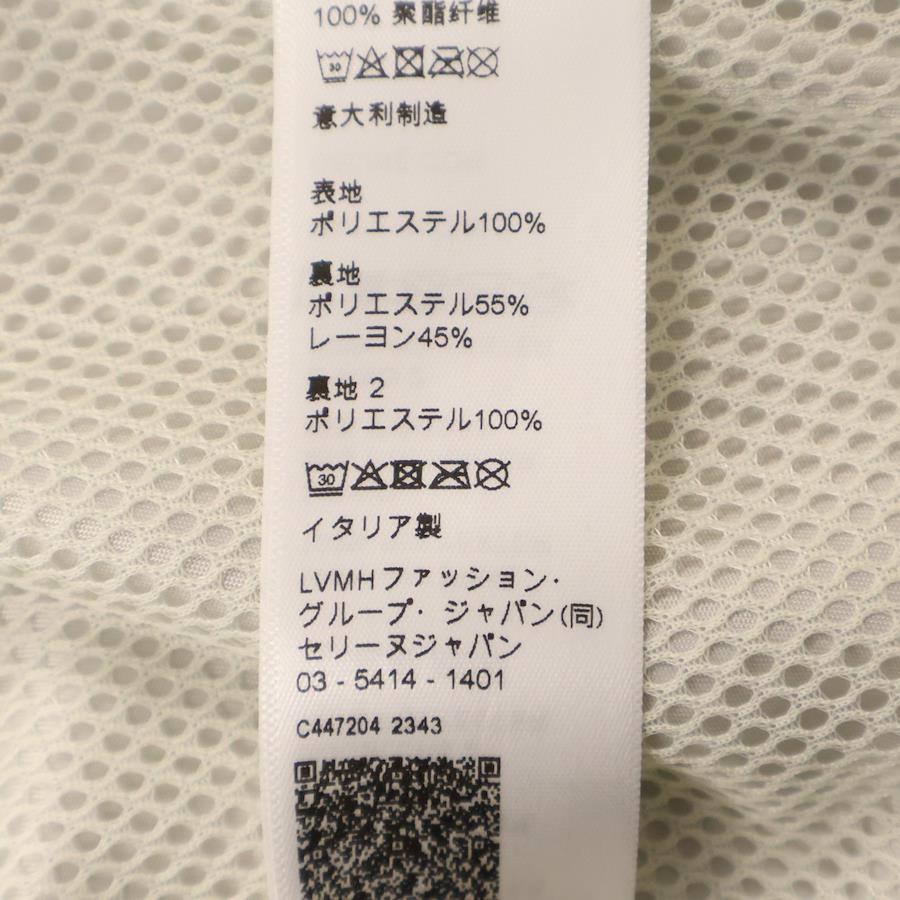 100% 聚酯纤维
30
意大利制造
表地
ポリエステル100%
裏地
ポリエステル55%
レーヨン45%
裏地 2
ポリエステル100%
30
イタリア製
LVMHファッション･
グループ･ ジャパン(同)
セリーヌジャパン
03 - 5414 - 1401
C447204 2343